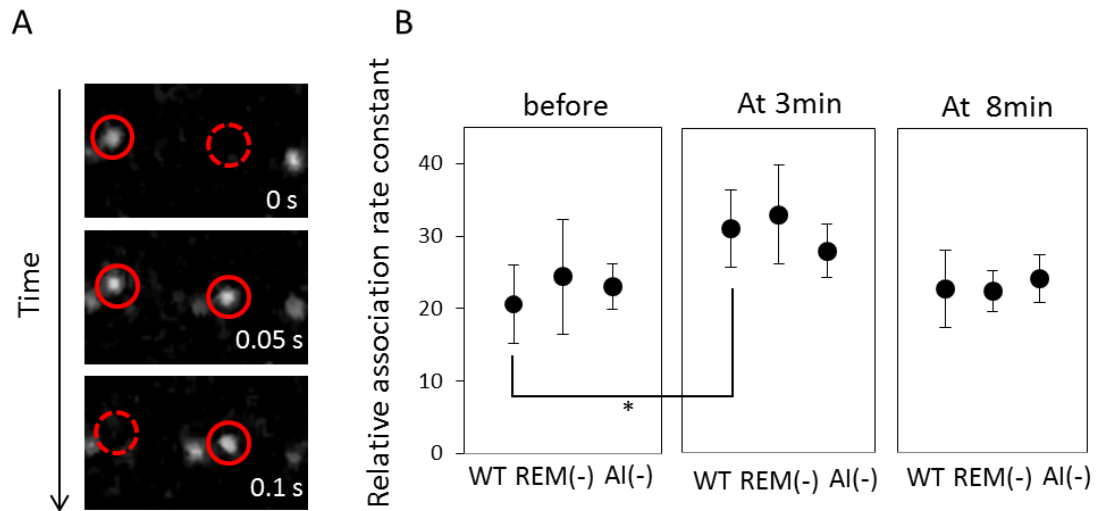 A
Time
0 s
0.05 s
0.1 s
B
Relative association rate constant
before
At 3min
At 8min
40
30
20
10
0
*
WT REM(-) AI(-)
WT REM(-) AI(-)
WT REM(-) AI(-)